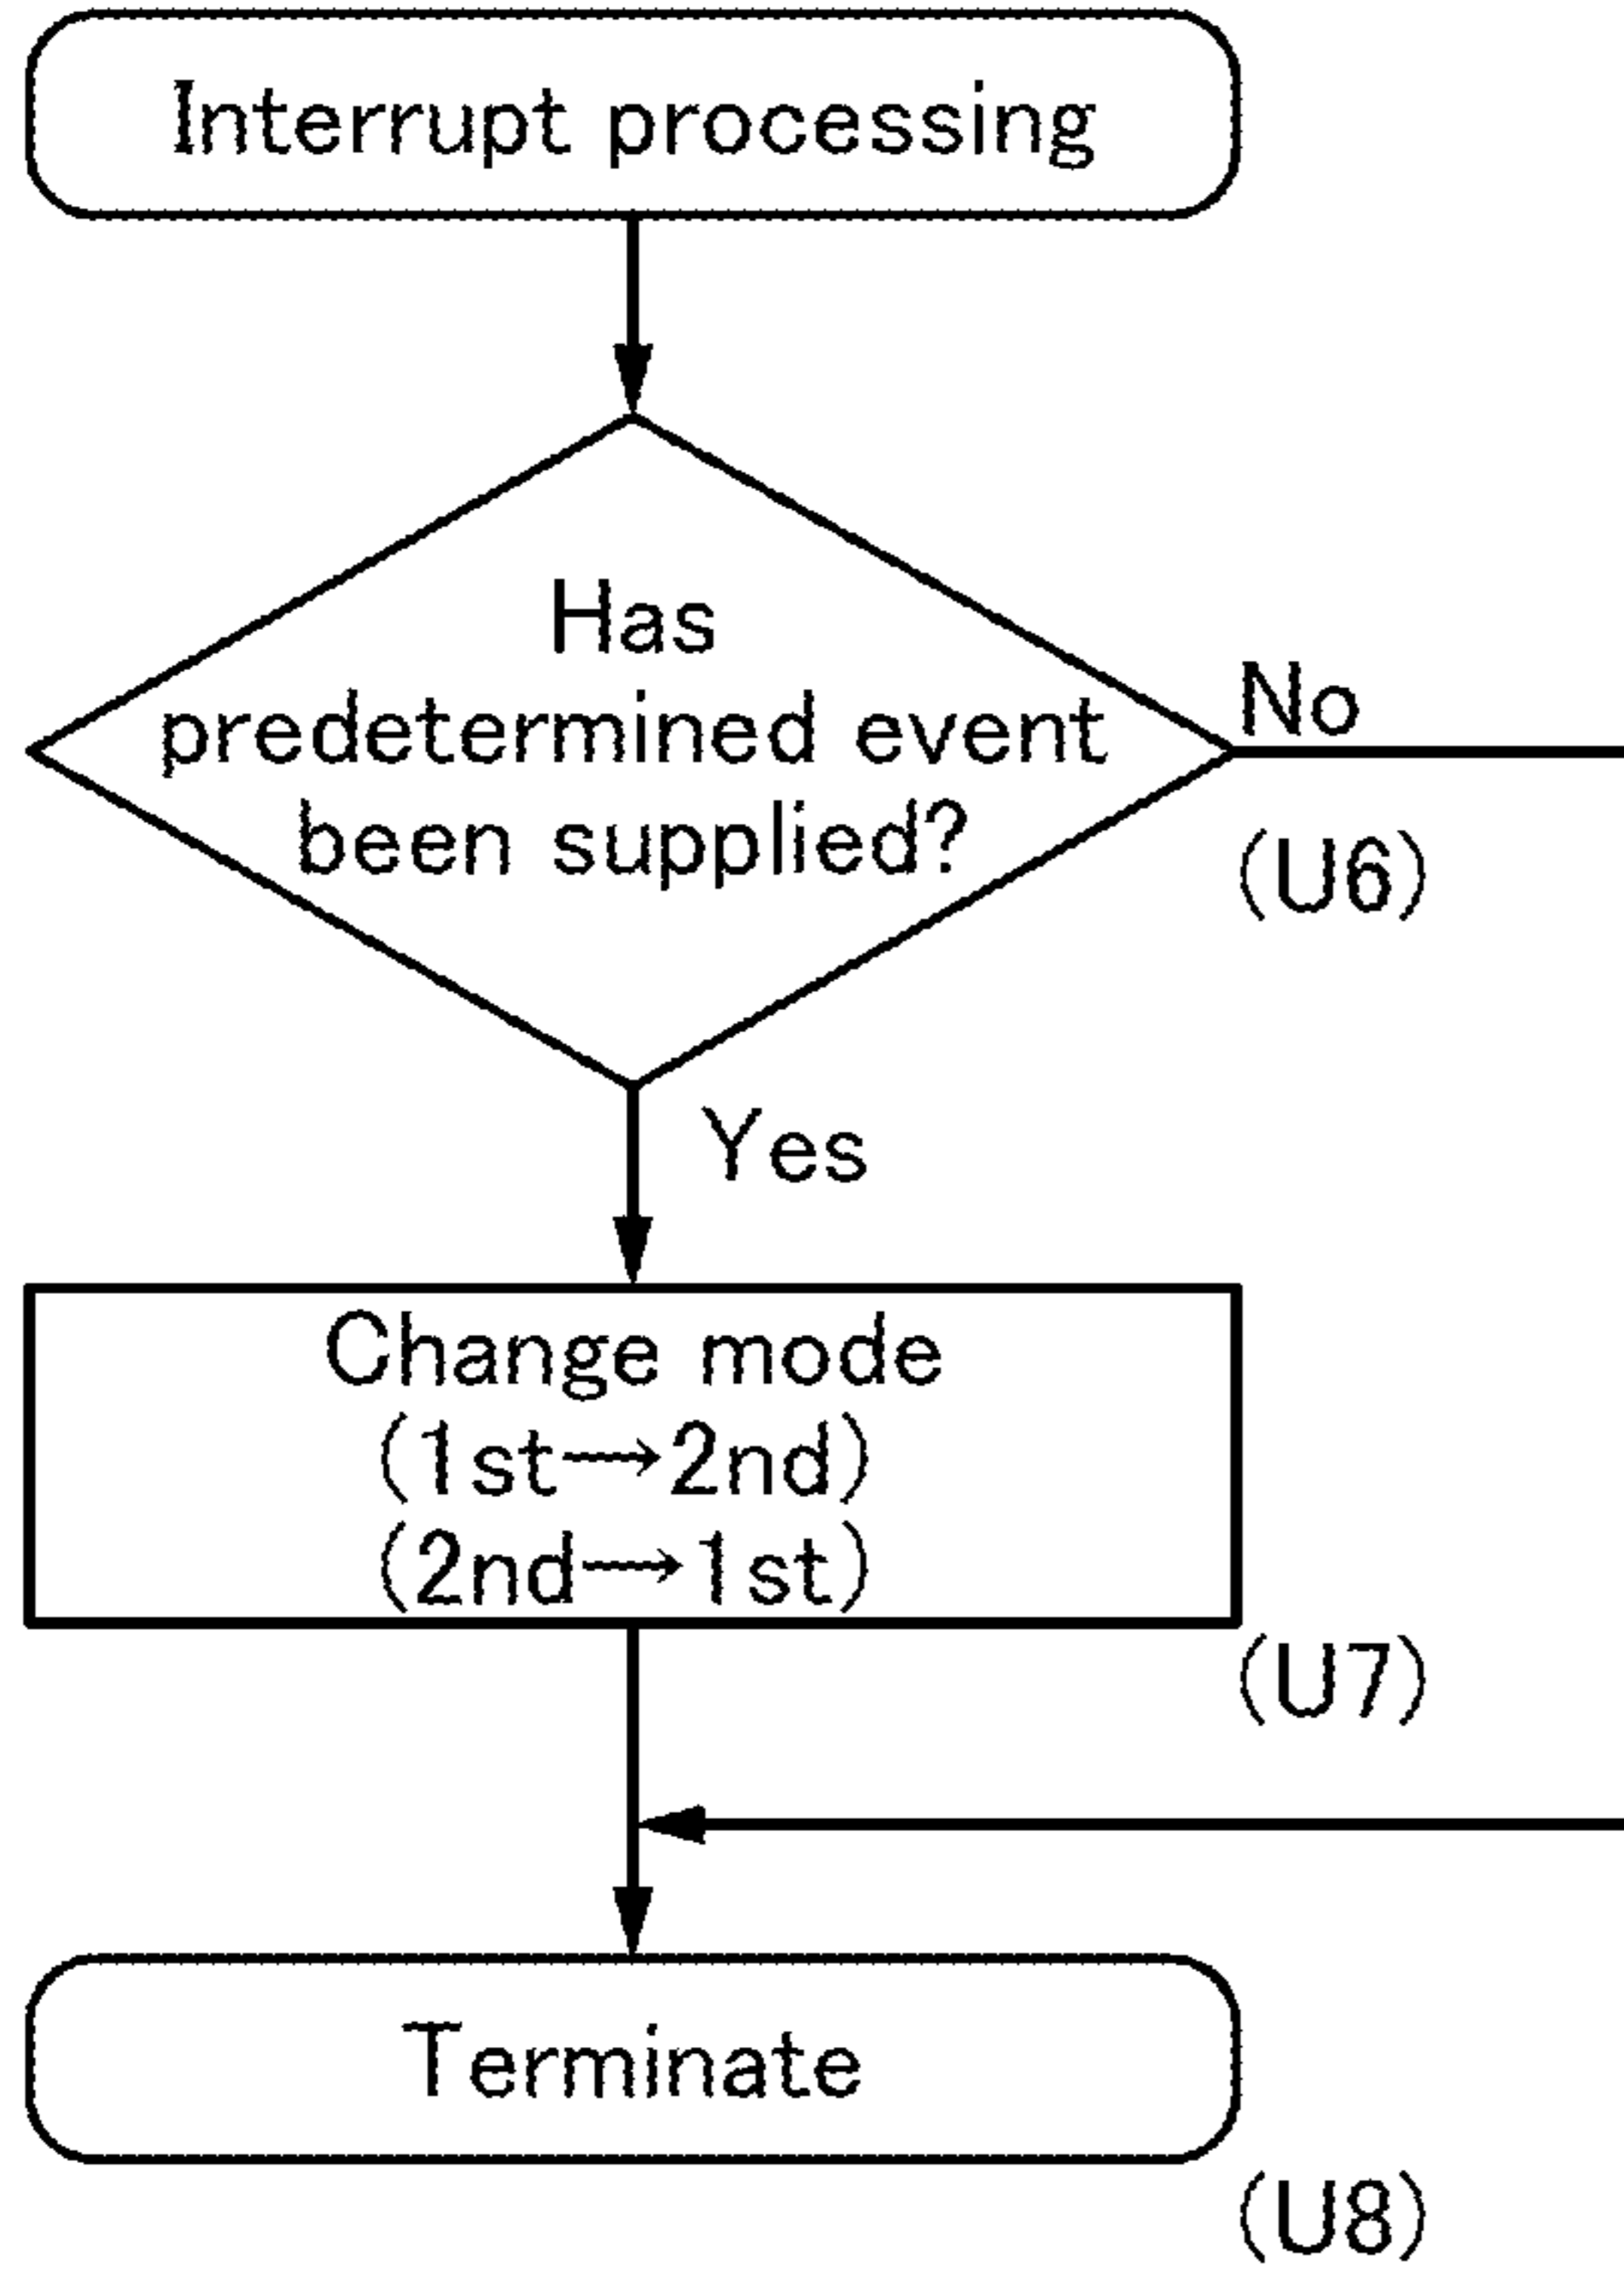 Interrupt processing
Has
predetermined event
been supplied?
No
(U6)
Yes
Change mode
(1st→2nd)
(2nd→1st)
(U7)
Terminate
(U8)